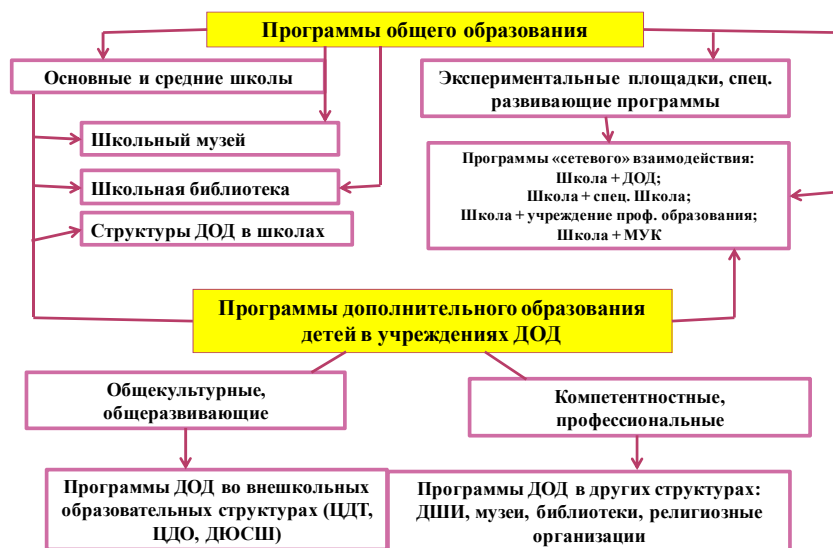 Программы общего образования
Основные и средние школы
Экспериментальные площадки, спец.
развивающие программы
Школьный музей
Школьная библиотека
Структуры ДОД в школах
Программы «сетевого» взаимодействия:
Школа + ДОД;
Школа + спец. Школа;
Школа + учреждение проф. образования;
Школа + МУК
Программы дополнительного образования
детей в учреждениях ДОД
Общекультурные,
общеразвивающие
Компетентностные,
профессиональные
Программы ДОД во внешкольных
образовательных структурах (ЦДТ,
ЦДО, ДЮСШ)
Программы ДОД в других структурах:
ДШИ, музеи, библиотеки, религиозные
организации